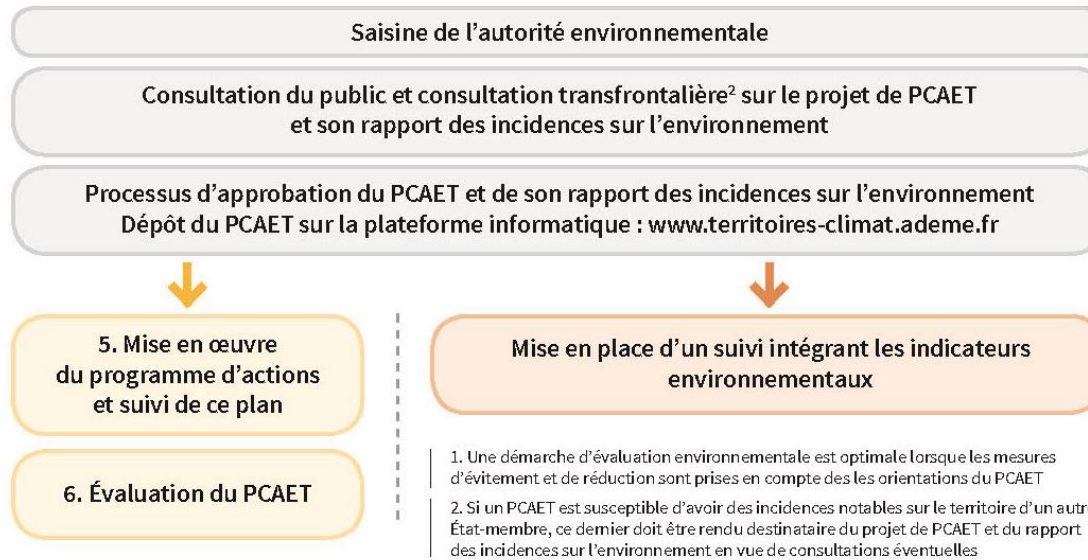 Saisine de l’autorité environnementale
Consultation du public et consultation transfrontalière² sur le projet de PCAET
et son rapport des incidences sur l’environnement
Processus d’approbation du PCAET et de son rapport des incidences sur l’environnement
Dépôt du PCAET sur la plateforme informatique : www.territoires-climat.ademe.fr
5. Mise en œuvre
du programme d’actions
et suivi de ce plan
6. Évaluation du PCAET
Mise en place d’un suivi intégrant les indicateurs
environnementaux
1. Une démarche d’évaluation environnementale est optimale lorsque les mesures
d’évitement et de réduction sont prises en compte des les orientations du PCAET
2. Si un PCAET est susceptible d’avoir des incidences notables sur le territoire d’un autre
État-membre, ce dernier doit être rendu destinataire du projet de PCAET et du rapport
des incidences sur l’environnement en vue de consultations éventuelles